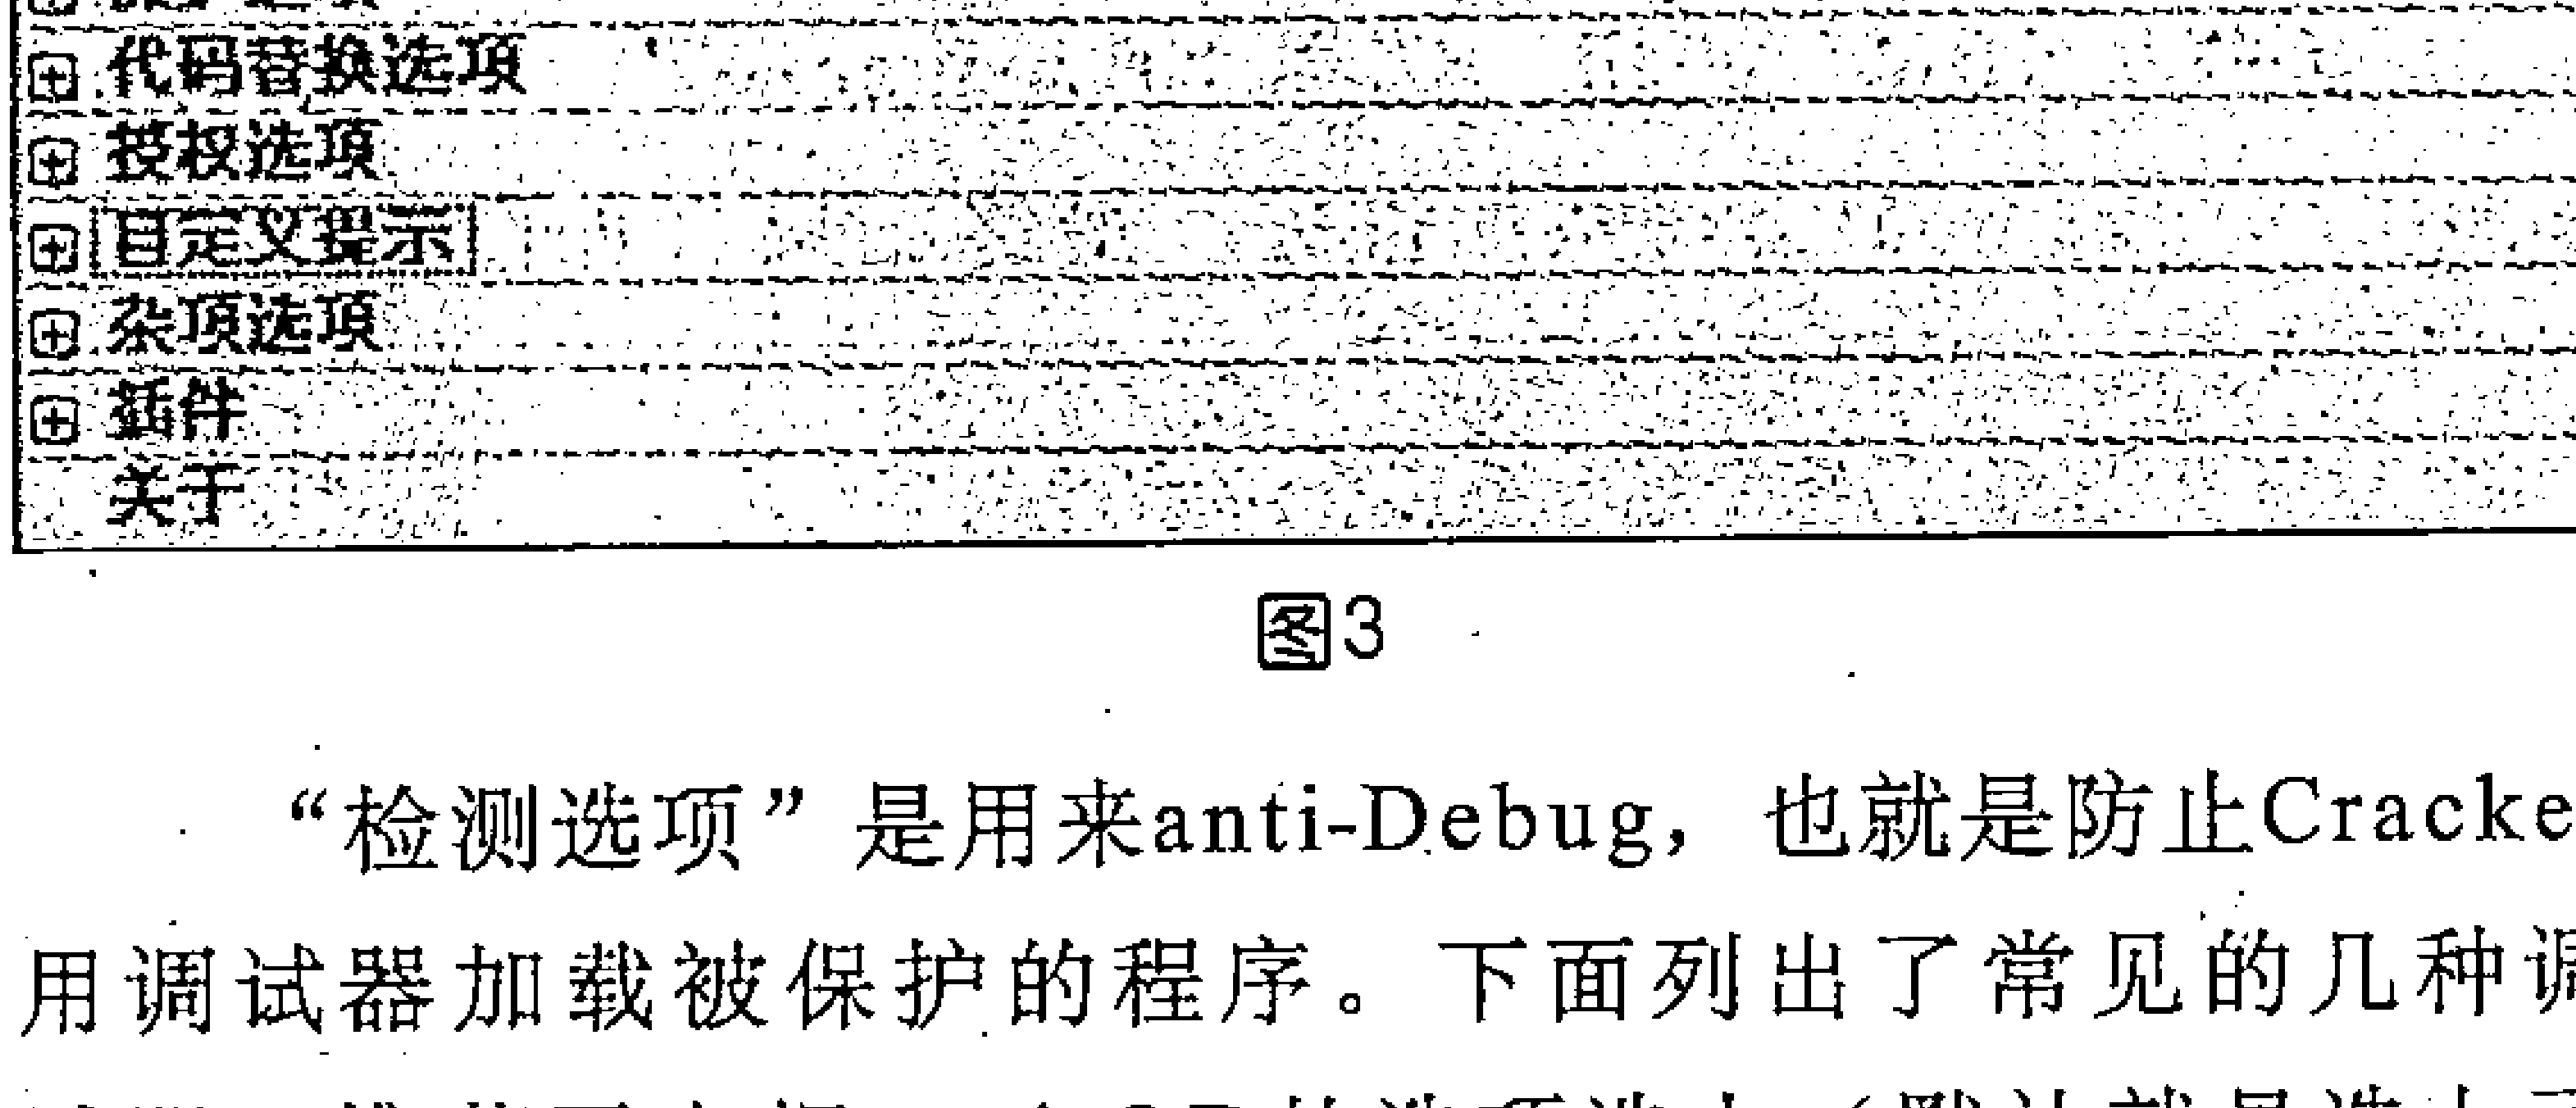 代码替换选项
授权选项
自定义提示
杂项选项
插件
关于
图3
“检测选项”是用来anti-Debug，也就是防止Cracke
用调试器加载被保护的程序。下面列出了常见的几种调